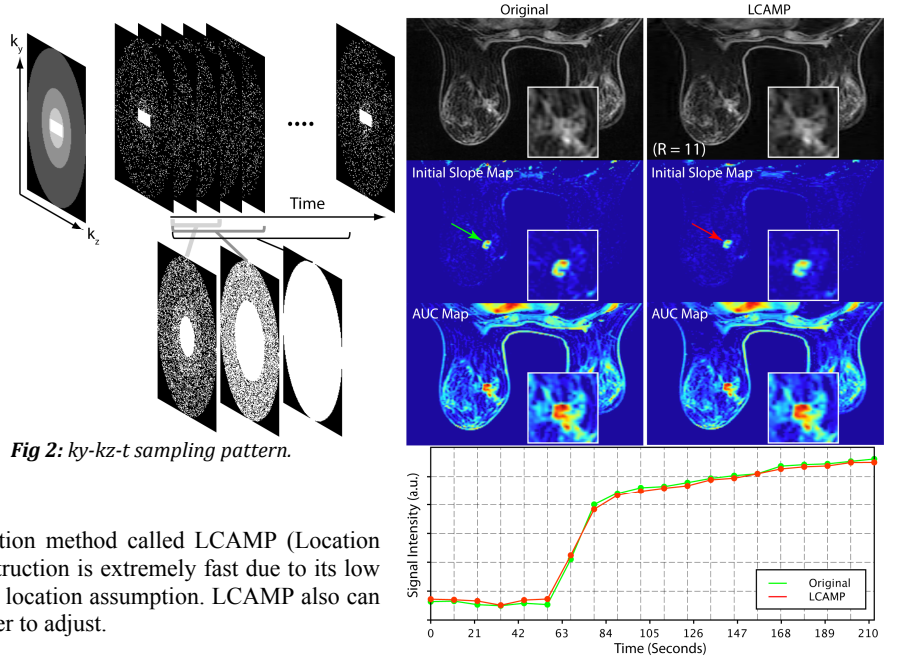 k_y
k_z
Time
Fig 2: ky-kz-t sampling pattern.
tion method called LCAMP (Location
truction is extremely fast due to its low
location assumption. LCAMP also can
er to adjust.
Original
LCAMP
(R = 11)
Initial Slope Map
Initial Slope Map
AUC Map
AUC Map
Signal Intensity (a.u.)
Original
LCAMP
0 21 42 63 84 105 126 147 168 189 210
Time (Seconds)